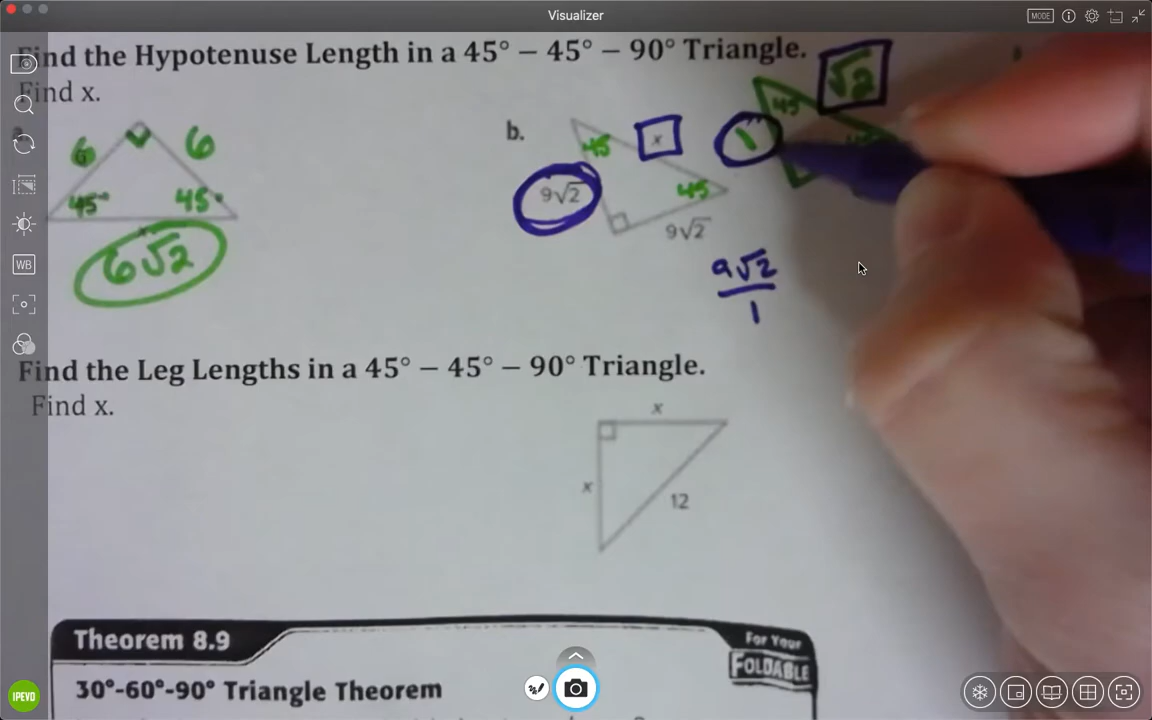 Visualizer
MODE
Find the Hypotenuse Length in a 45° − 45° − 90° Triangle.
Find x.
6 6
45° 45°
x
6√2
b.
45 x
9√2
45
9√2
1 45 √2
9√2
1
WB
Find the Leg Lengths in a 45° − 45° − 90° Triangle.
Find x.
x
x
12
Theorem 8.9
For Your
FOLDABLE
30°-60°-90° Triangle Theorem
IPEVO